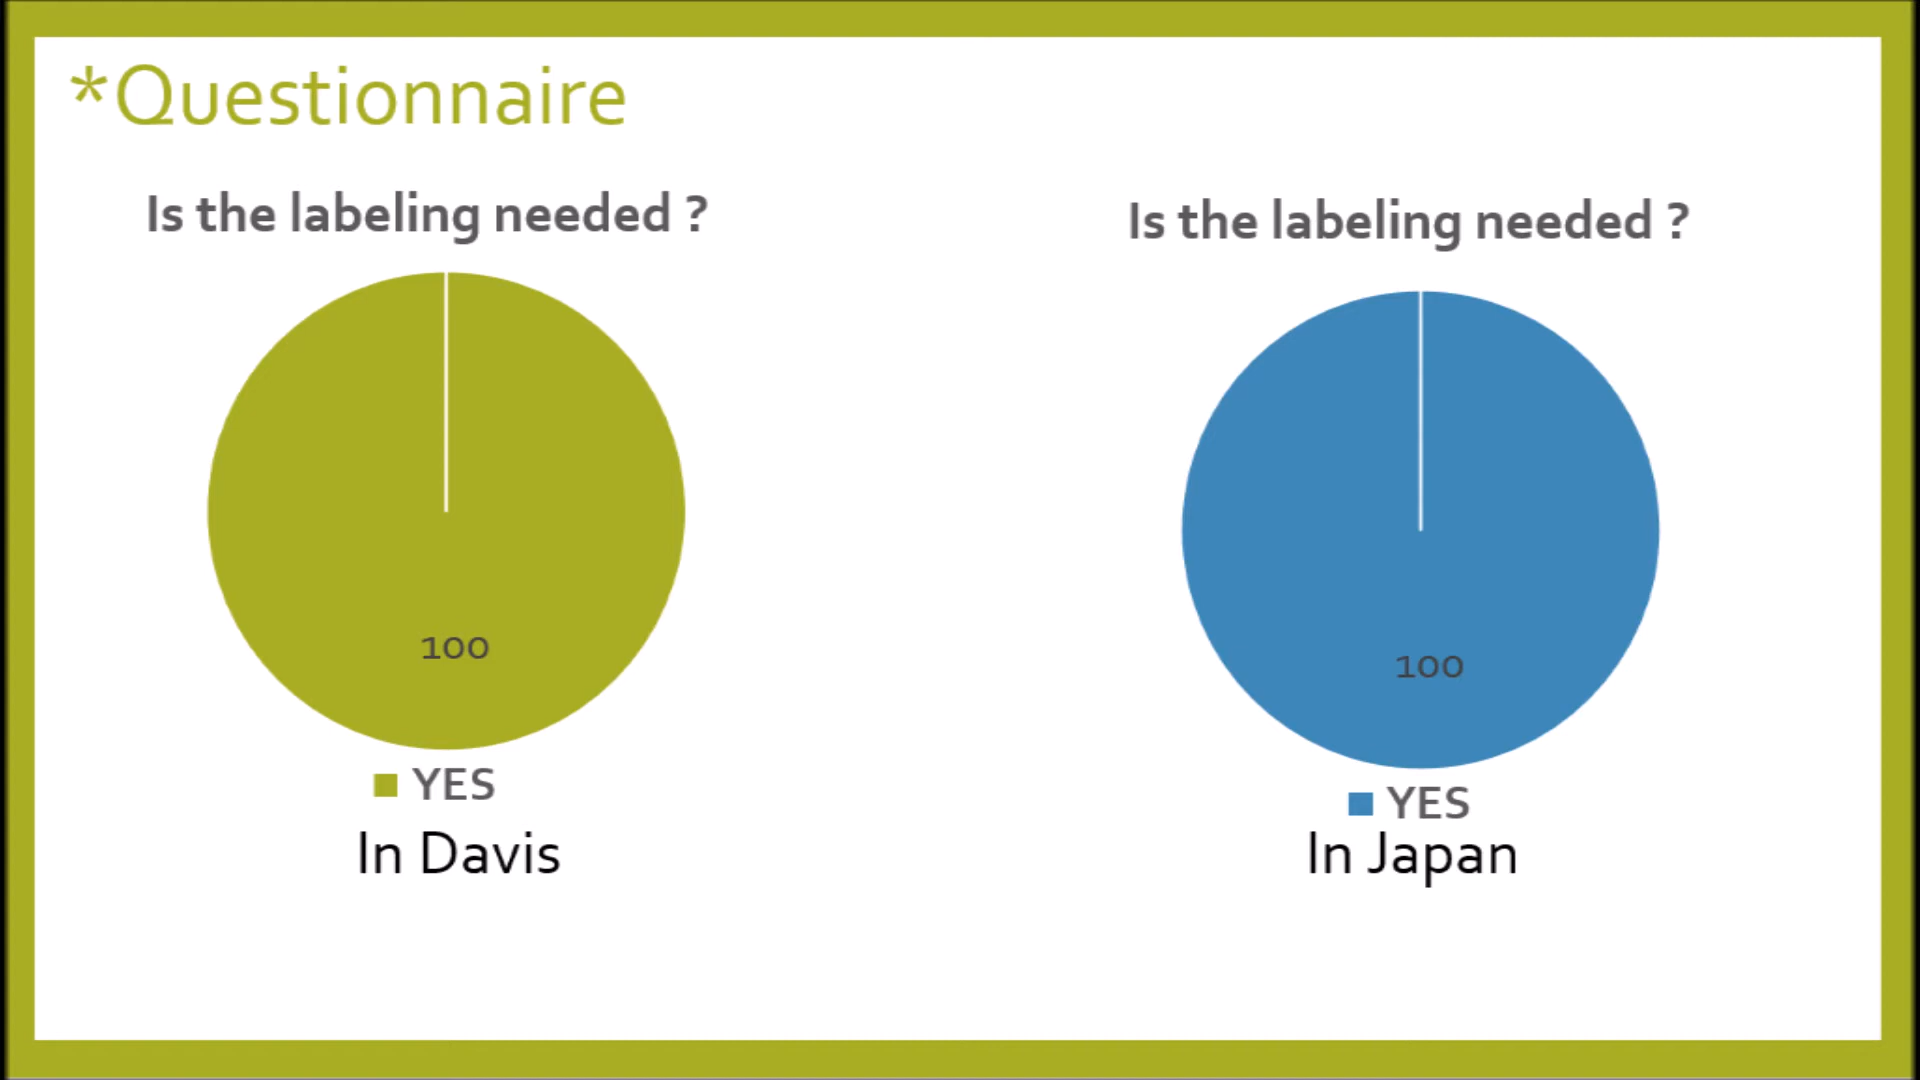 *Questionnaire
Is the labeling needed ?
100
YES
In Davis
Is the labeling needed ?
100
YES
In Japan